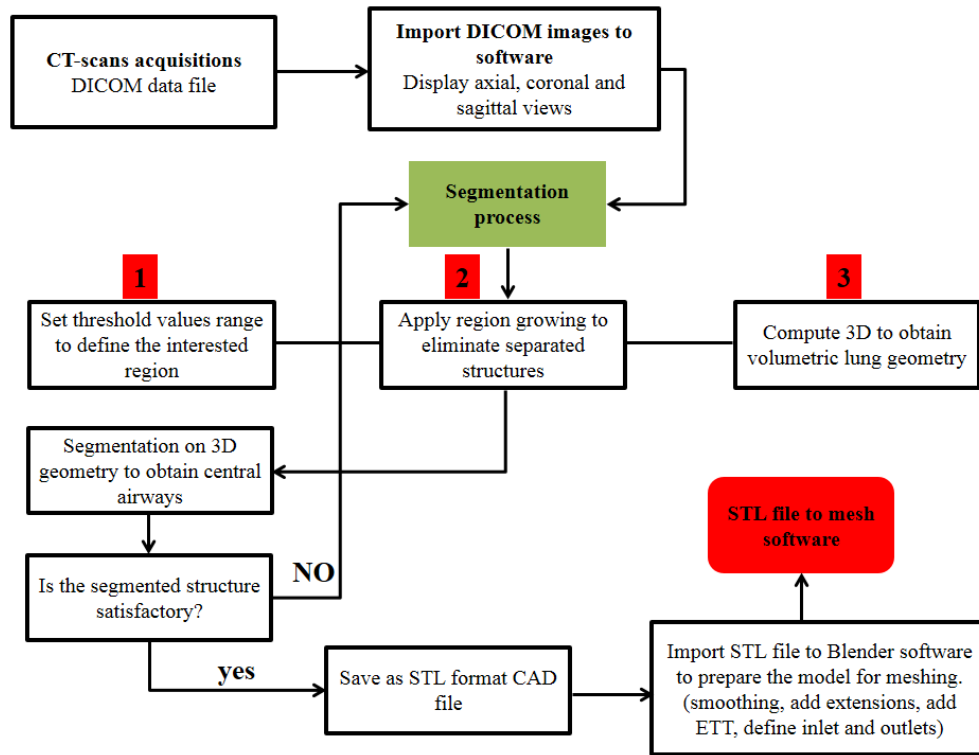 CT-scans acquisitions
DICOM data file
Import DICOM images to
software
Display axial, coronal and
sagittal views
Segmentation
process
1
Set threshold values range
to define the interested
region
2
Apply region growing to
eliminate separated
structures
3
Compute 3D to obtain
volumetric lung geometry
Segmentation on 3D
geometry to obtain central
airways
Is the segmented structure
satisfactory?
NO
yes
Save as STL format CAD
file
Import STL file to Blender software
to prepare the model for meshing.
(smoothing, add extensions, add
ETT, define inlet and outlets)
STL file to mesh
software